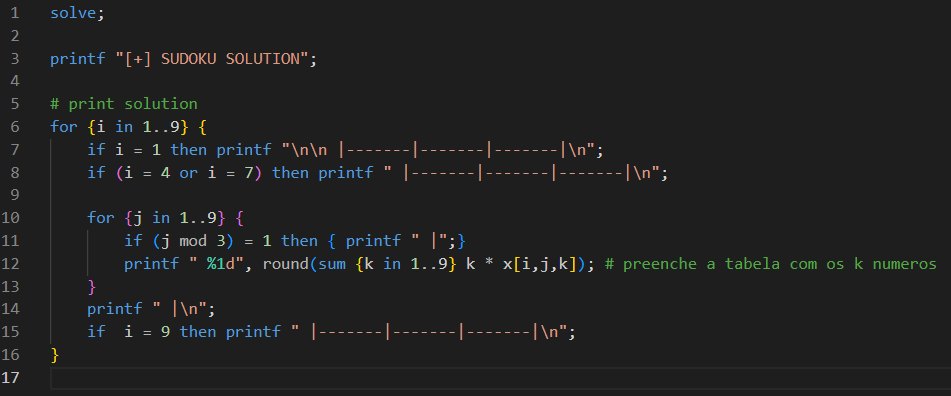 1 solve;
2
3 printf "[+] SUDOKU SOLUTION";
4
5 # print solution
6 for {i in 1..9} {
7     if i = 1 then printf "\n\n |-------|-------|-------|\n";
8     if (i = 4 or i = 7) then printf " |-------|-------|-------|\n";
9
10     for {j in 1..9} {
11         if (j mod 3) = 1 then { printf " |";}
12         printf " %1d", round(sum {k in 1..9} k * x[i,j,k]); # preenche a tabela com os k numeros
13     }
14     printf " |\n";
15     if  i = 9 then printf " |-------|-------|-------|\n";
16 }
17